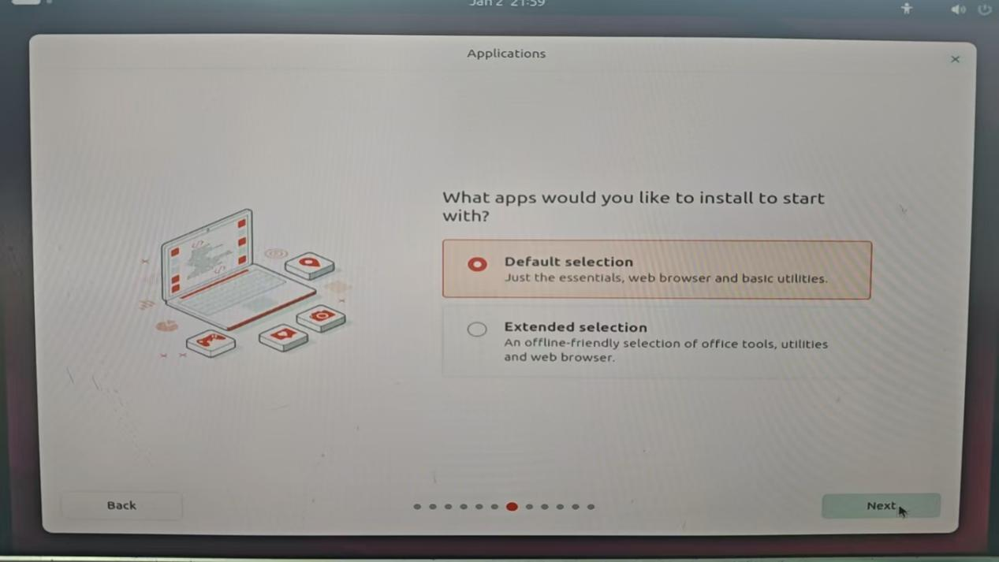 Jan 2 21:59
Applications
What apps would you like to install to start
with?
Default selection
Just the essentials, web browser and basic utilities.
Extended selection
An offline-friendly selection of office tools, utilities
and web browser.
Back
Next